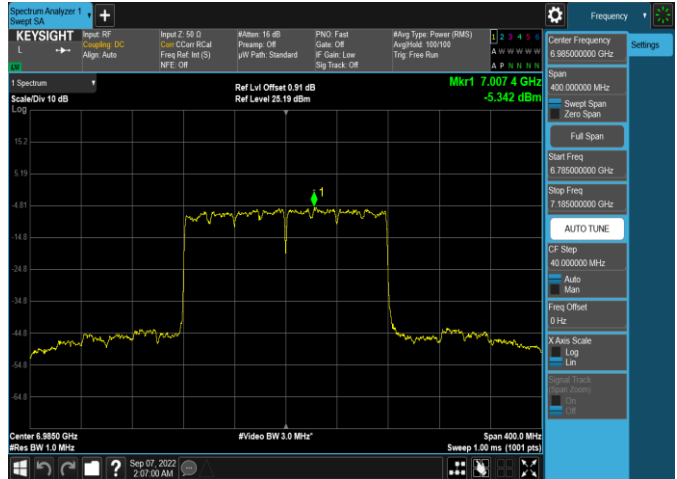 Spectrum Analyzer 1
Swept SA
KEYSIGHT
L
AM
Input: RF
Coupling: DC
Align: Auto
Input Z: 50 Ω
Corr CCorr RCal
Freq Ref: Int (S)
NFE: Off
#Atten: 16 dB
Preamp: Off
µW Path: Standard
PNO: Fast
Gate: Off
IF Gain: Low
Sig Track: Off
#Avg Type: Power (RMS)
Avg|Hold: 100/100
Trig: Free Run
1 2 3 4 5 6
A W W W W W
A P N N N N
1 Spectrum
Scale/Div 10 dB
Log
Ref Lvl Offset 0.91 dB
Ref Level 25.19 dBm
Mkr1 7.007 4 GHz
-5.342 dBm
15.2
5.19
-4.81
-14.8
-24.8
-34.8
-44.8
-54.8
-64.8
1
Center 6.9850 GHz
#Res BW 1.0 MHz
#Video BW 3.0 MHz*
Span 400.0 MHz
Sweep 1.00 ms (1001 pts)
?
Sep 07, 2022
2:07:00 AM
Frequency
Settings
Center Frequency
6.985000000 GHz
Span
400.000000 MHz
Swept Span
Zero Span
Full Span
Start Freq
6.785000000 GHz
Stop Freq
7.185000000 GHz
AUTO TUNE
CF Step
40.000000 MHz
Auto
Man
Freq Offset
0 Hz
X Axis Scale
Log
Lin
Signal Track
(Span Zoom)
On
Off